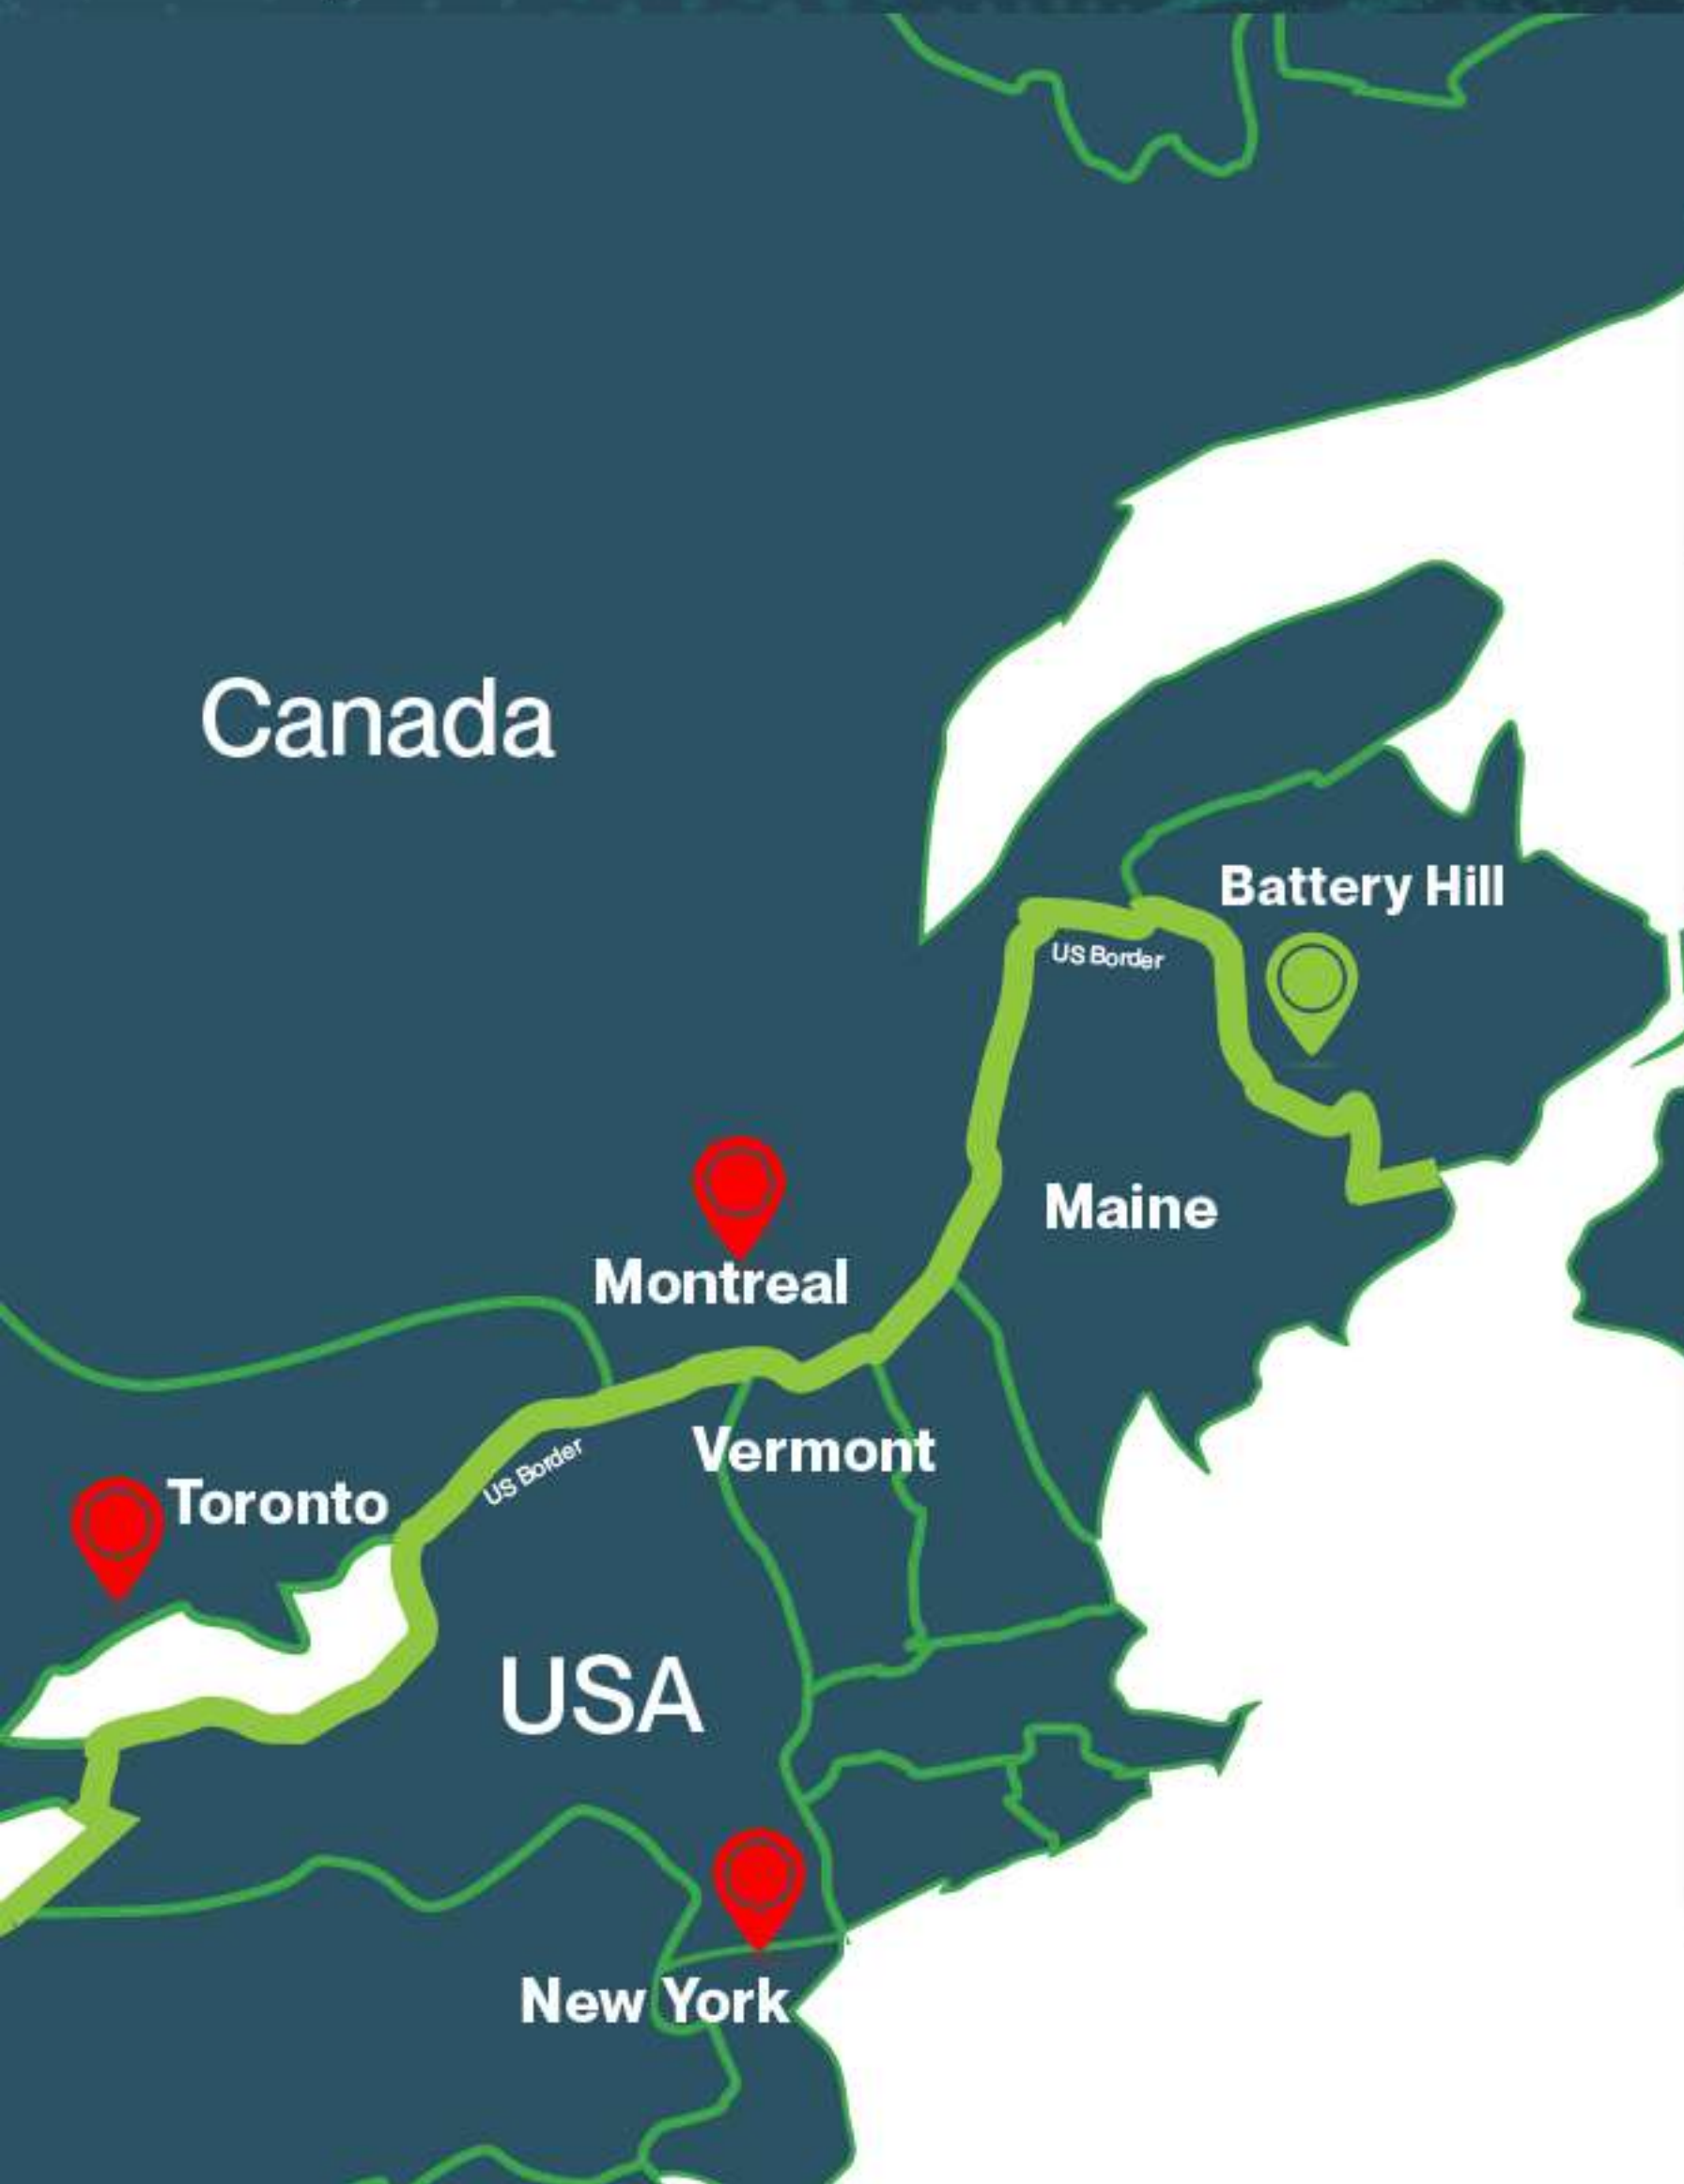 Canada
Battery Hill
US Border
Maine
Montreal
Vermont
US Border
Toronto
USA
New York